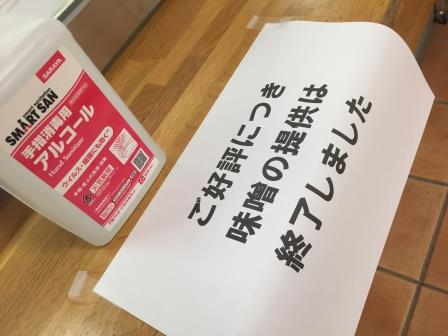 SARAYA
SMART SAN
手指消毒用
アルコール
Hand Sanitizer
ウイルス・細菌にも効く
ご好評につき
味噌の提供は
終了しました